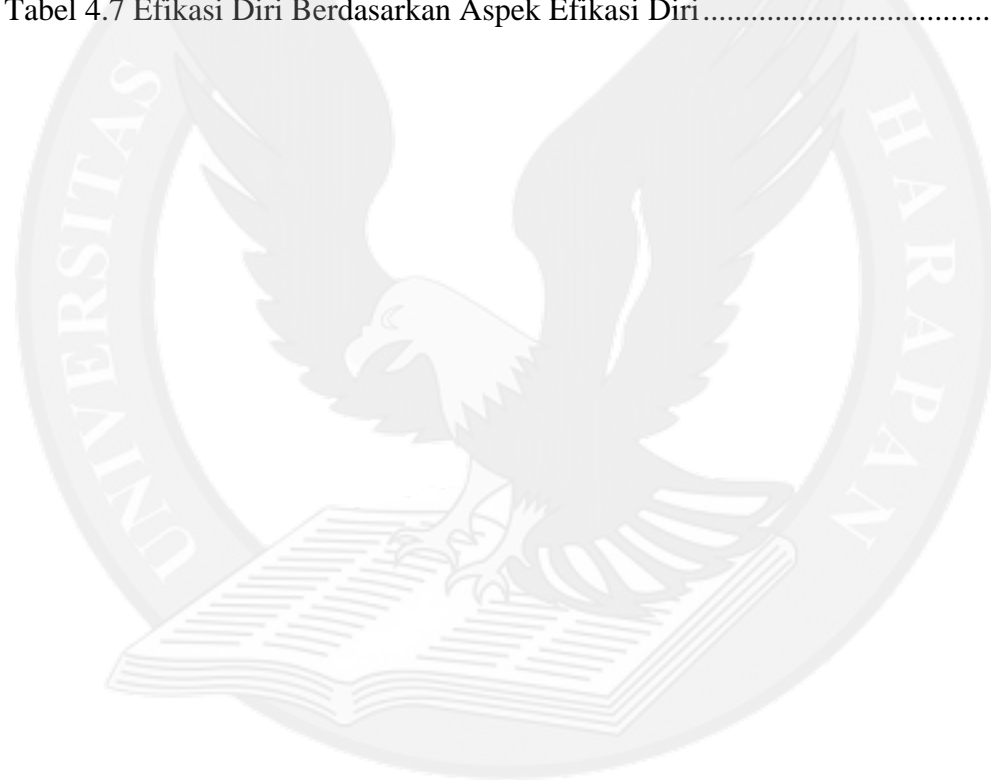 Tabel 4.7 Efikasi Diri Berdasarkan Aspek Efikasi Diri..................................
UNIVERSITAS
HARAPAN